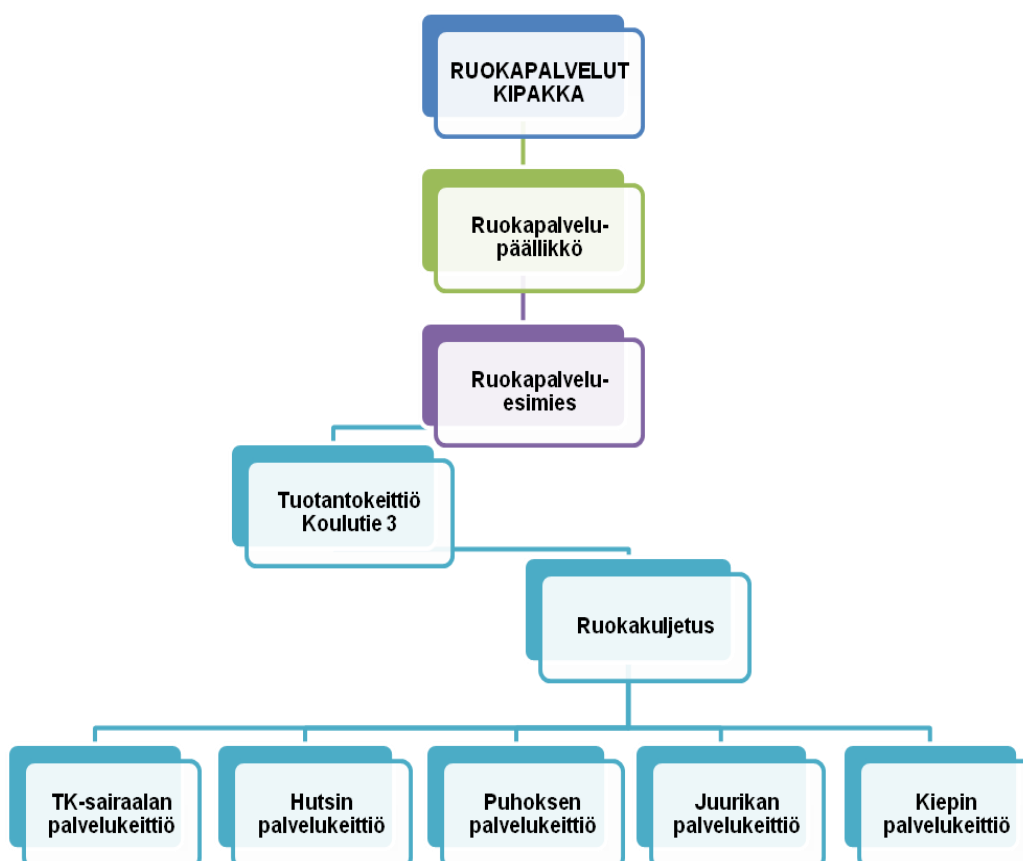 RUOKAPALVELUT
KIPAKKA
Ruokapalvelu-
päällikkö
Ruokapalvelu-
esimies
Tuotantokeittiö
Koulutie 3
Ruokakuljetus
TK-sairaalan
palvelukeittiö
Hutsin
palvelukeittiö
Puhoksen
palvelukeittiö
Juurikan
palvelukeittiö
Kiepin
palvelukeittiö